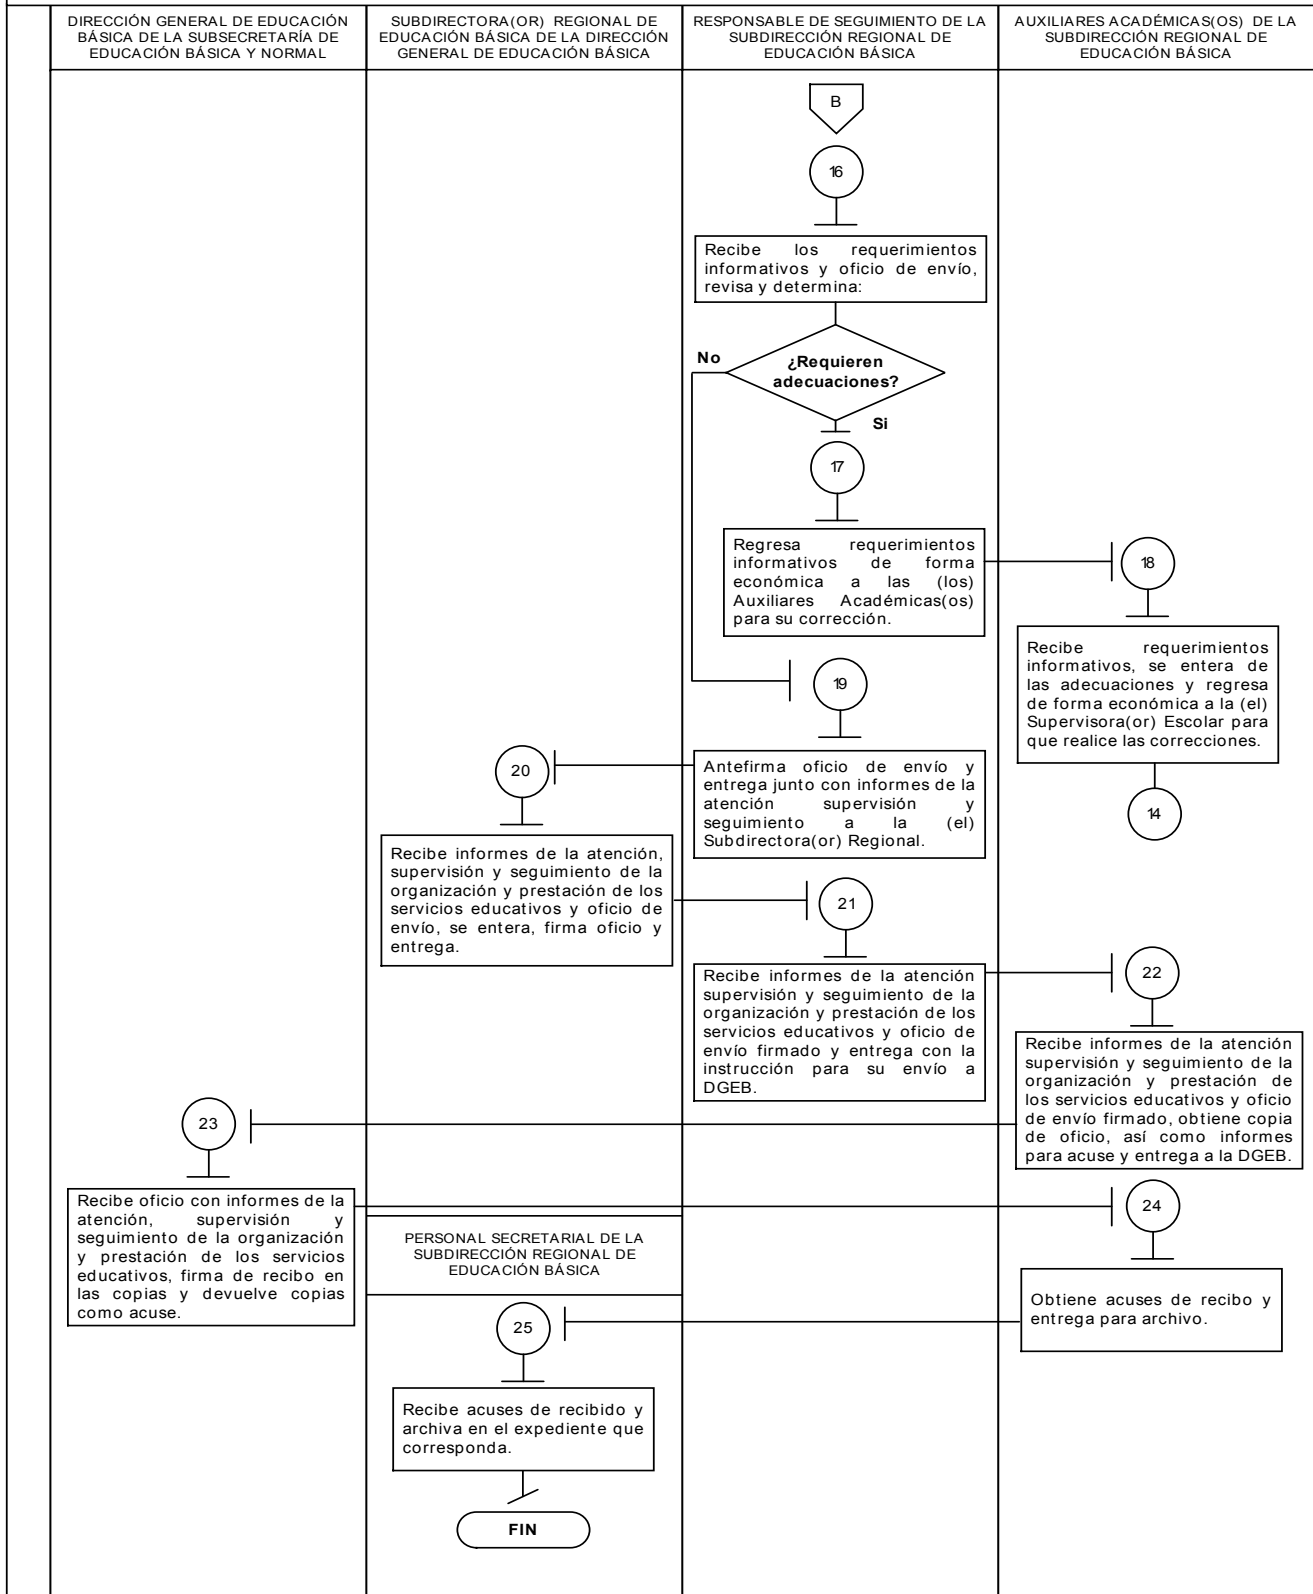 DIRECCIÓN GENERAL DE EDUCACIÓN
BÁSICA DE LA SUBSECRETARÍA DE
EDUCACIÓN BÁSICA Y NORMAL
SUBDIRECTORA(OR) REGIONAL DE
EDUCACIÓN BÁSICA DE LA DIRECCIÓN
GENERAL DE EDUCACIÓN BÁSICA
RESPONSABLE DE SEGUIMIENTO DE LA
SUBDIRECCIÓN REGIONAL DE
EDUCACIÓN BÁSICA
AUXILIARES ACADÉMICAS(OS) DE LA
SUBDIRECCIÓN REGIONAL DE
EDUCACIÓN BÁSICA
B
16
Recibe los requerimientos
informativos y oficio de envío,
revisa y determina:
No
¿Requieren
adecuaciones?
Si
17
Regresa requerimientos
informativos de forma
económica a las (los)
Auxiliares Académicas(os)
para su corrección.
18
Recibe requerimientos
informativos, se entera de
las adecuaciones y regresa
de forma económica a la (el)
Supervisora(or) Escolar para
que realice las correcciones.
14
19
Antefirma oficio de envío y
entrega junto con informes de la
atención supervisión y
seguimiento a la (el)
Subdirectora(or) Regional.
20
Recibe informes de la atención,
supervisión y seguimiento de la
organización y prestación de los
servicios educativos y oficio de
envío, se entera, firma oficio y
entrega.
21
Recibe informes de la atención
supervisión y seguimiento de la
organización y prestación de los
servicios educativos y oficio de
envío firmado y entrega con la
instrucción para su envío a
DGEB.
22
Recibe informes de la atención
supervisión y seguimiento de la
organización y prestación de
los servicios educativos y oficio
de envío firmado, obtiene copia
de oficio, así como informes
para acuse y entrega a la DGEB.
23
Recibe oficio con informes de la
atención, supervisión y
seguimiento de la organización
y prestación de los servicios
educativos, firma de recibo en
las copias y devuelve copias
como acuse.
24
Obtiene acuses de recibo y
entrega para archivo.
PERSONAL SECRETARIAL DE LA
SUBDIRECCIÓN REGIONAL DE
EDUCACIÓN BÁSICA
25
Recibe acuses de recibido y
archiva en el expediente que
corresponda.
FIN